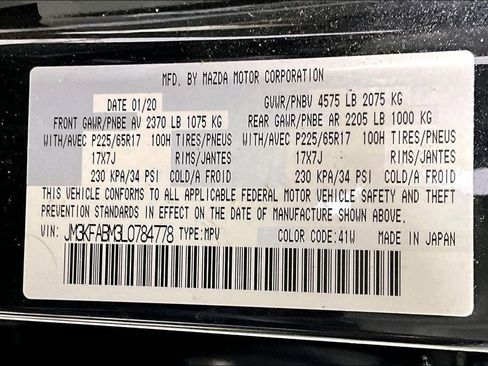 MFD. BY MAZDA MOTOR CORPORATION
DATE 01/20 GVWR/PNBV 4575 LB 2075 KG
FRONT GAWR/PNBE AV 2370 LB 1075 KG REAR GAWR/PNBE AR 2205 LB 1000 KG
WITH/AVEC P225/65R17 100H TIRES/PNEUS WITH/AVEC P225/65R17 100H TIRES/PNEUS
17X7J RIMS/JANTES 17X7J RIMS/JANTES
230 KPA/34 PSI COLD/A FROID 230 KPA/34 PSI COLD/A FROID
THIS VEHICLE CONFORMS TO ALL APPLICABLE FEDERAL MOTOR VEHICLE SAFETY AND THEFT
PREVENTION STANDARDS IN EFFECT ON THE DATE OF MANUFACTURE SHOWN ABOVE.
VIN: JM3KFABM3L0784778 TYPE: MPV COLOR CODE: 41W MADE IN JAPAN